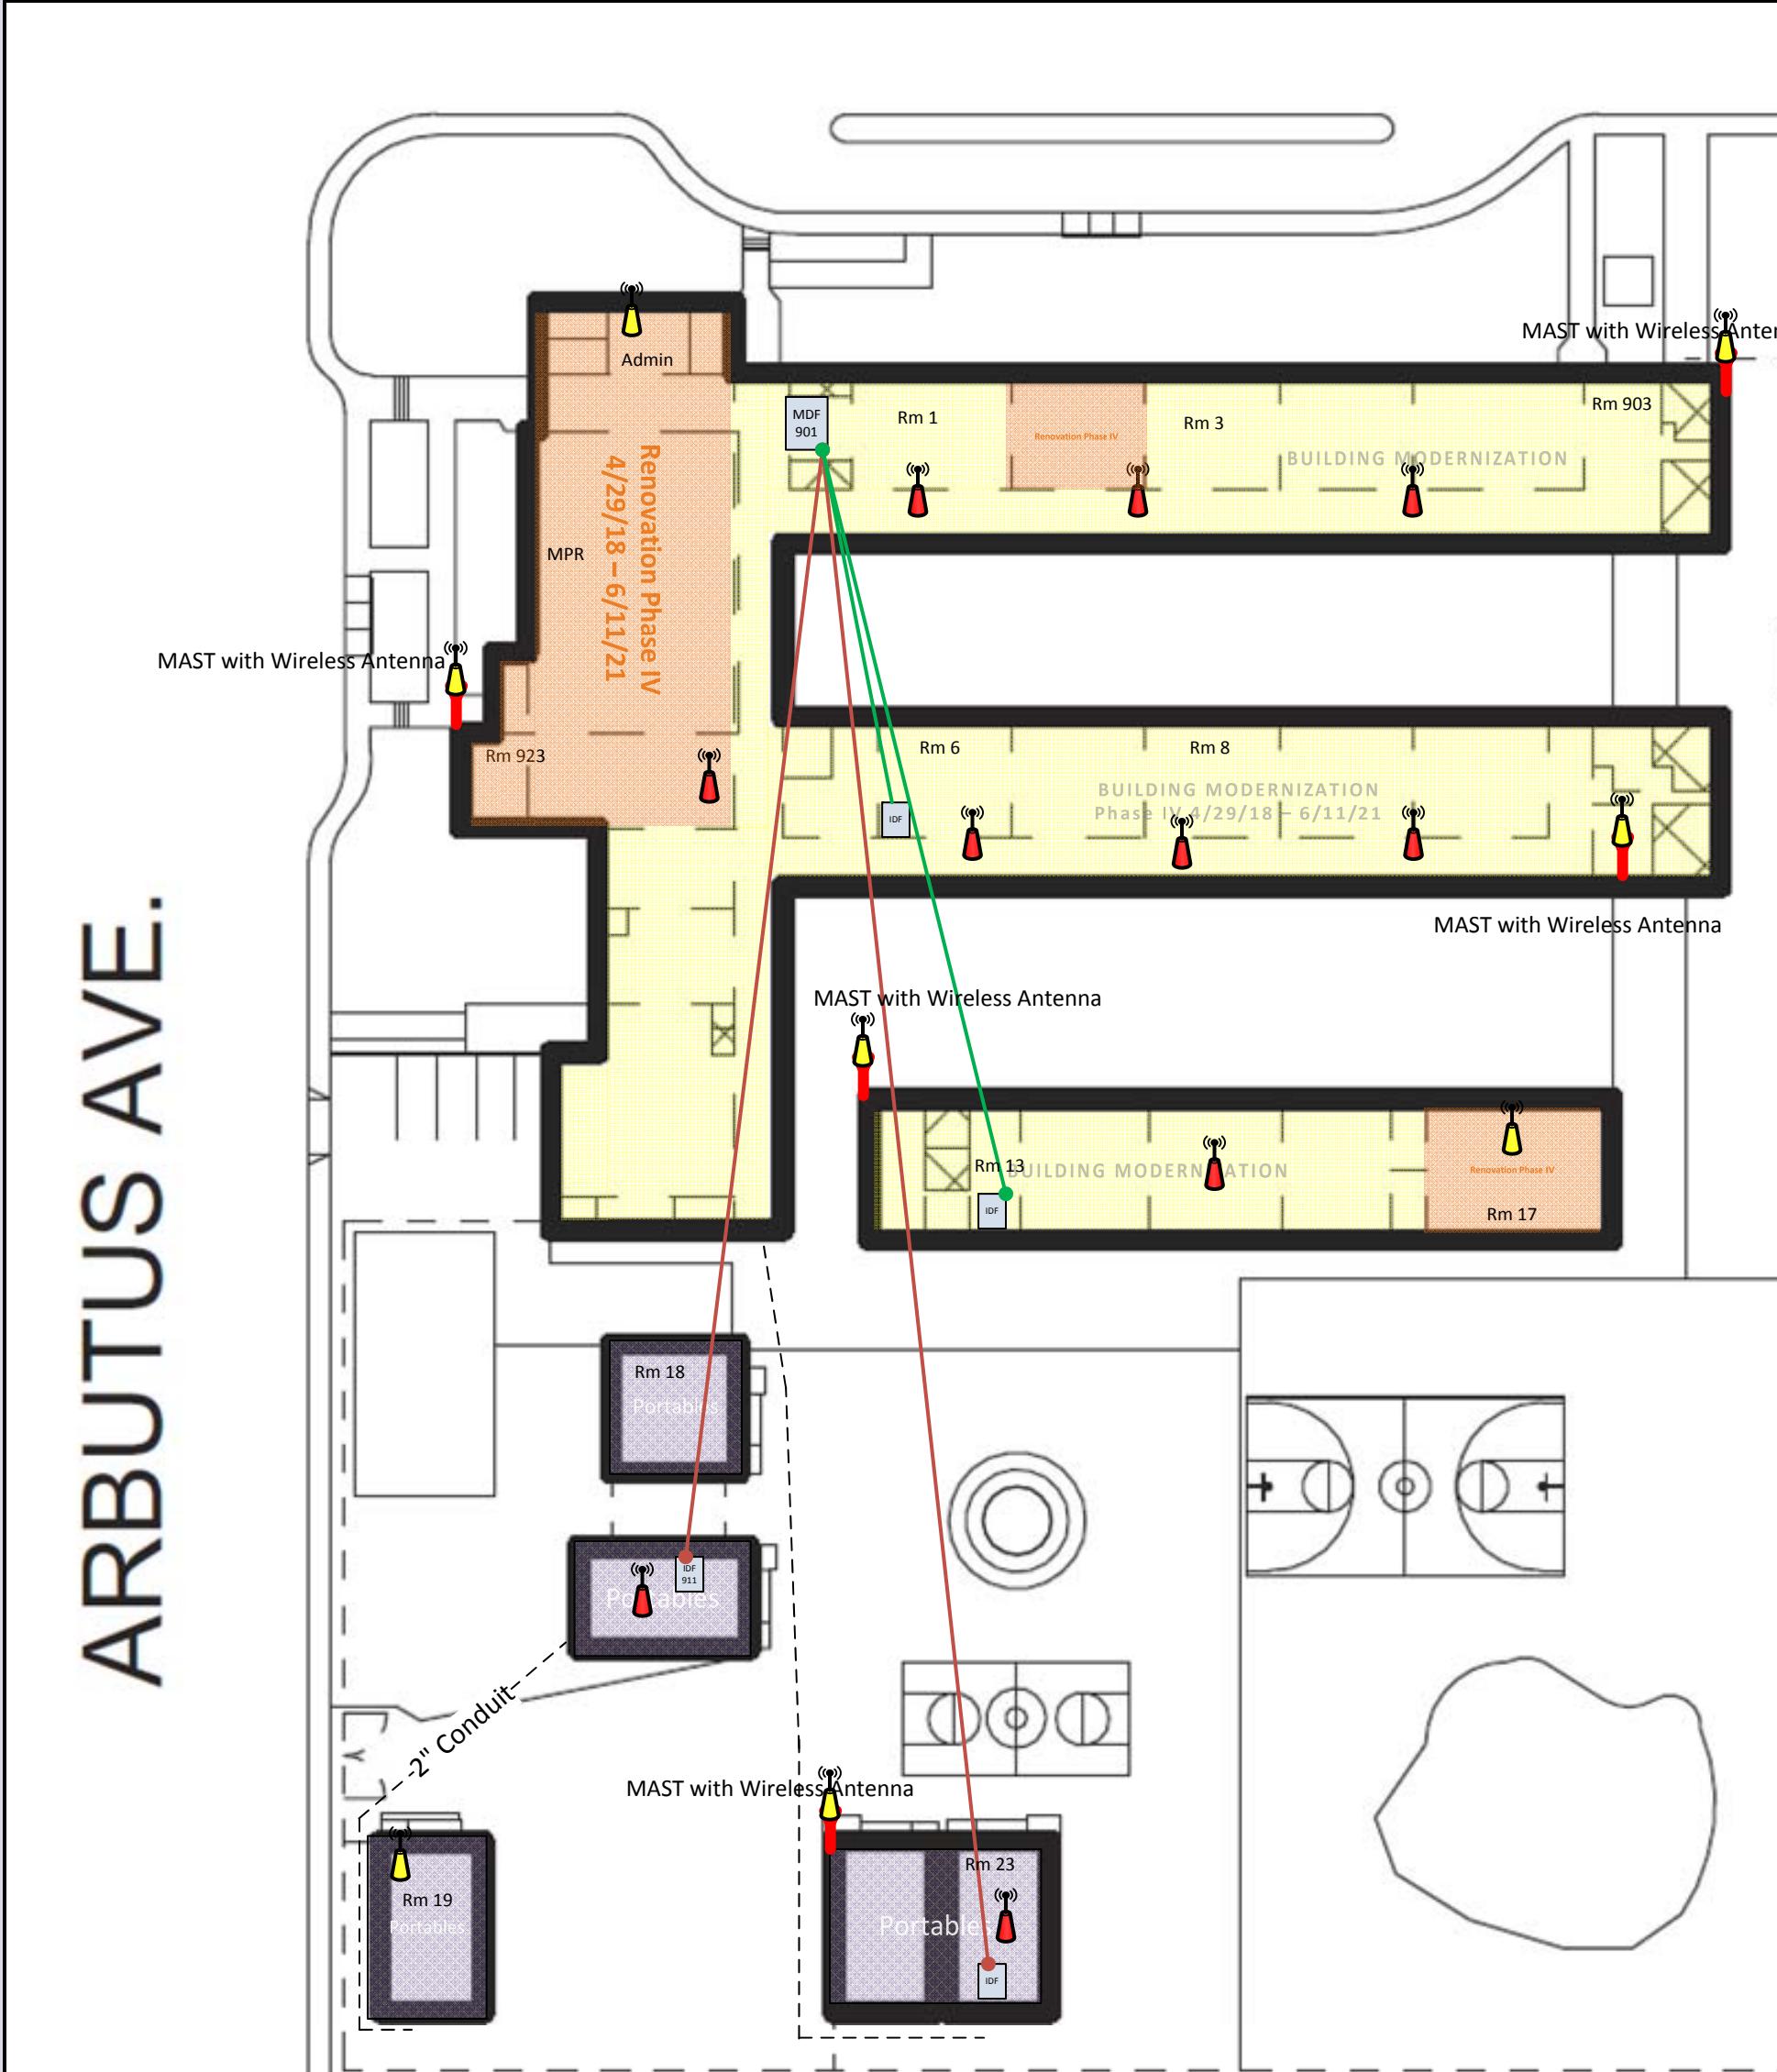 MAST with Wireless Anten
Admin
Rm 903
MDF
901
Rm 1
Rm 3
Renovation Phase IV
BUILDING MODERNIZATION
Renovation Phase IV
4/29/18 – 6/11/21
MPR
MAST with Wireless Antenna
Rm 923
Rm 6
Rm 8
BUILDING MODERNIZATION
Phase IV 4/29/18 – 6/11/21
IDF
MAST with Wireless Antenna
ARBUTUS AVE.
MAST with Wireless Antenna
Rm 13
BUILDING MODERNIZATION
Renovation Phase IV
IDF
Rm 17
Rm 18
Portables
IDF
911
Portables
2" Conduit
MAST with Wireless Antenna
Rm 23
Rm 19
Portables
Portables
IDF